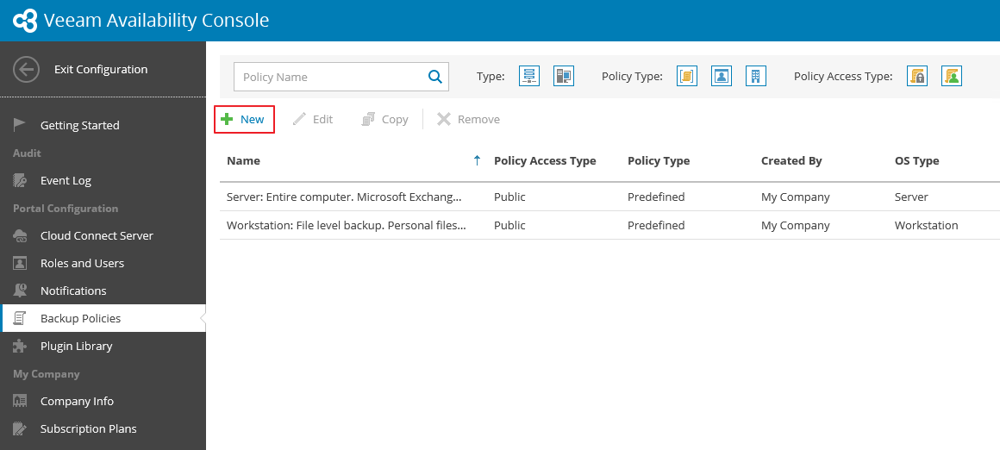 Veeam Availability Console
Exit Configuration
Getting Started
Audit
Event Log
Portal Configuration
Cloud Connect Server
Roles and Users
Notifications
Backup Policies
Plugin Library
My Company
Company Info
Subscription Plans
Policy Name Type: Policy Type: Policy Access Type:
New Edit Copy Remove
Name Policy Access Type Policy Type Created By OS Type
Server: Entire computer. Microsoft Exchang... Public Predefined My Company Server
Workstation: File level backup. Personal files... Public Predefined My Company Workstation